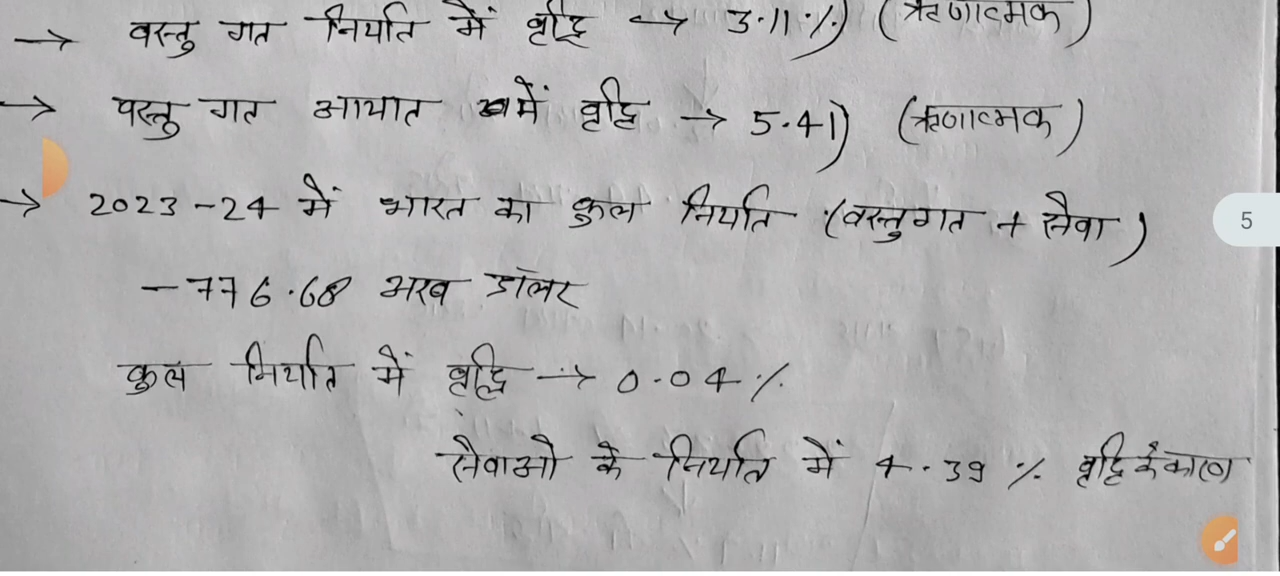 → वस्तु गत निर्यात में वृद्धि → 3.11%) (ऋणात्मक)
→ वस्तु गत आयात में वृद्धि → 5.41) (ऋणात्मक)
→ 2023-24 में भारत का कुल निर्यात (वस्तुगत + सेवा)
5
– 776.68 अरब डॉलर
कुल निर्यात में वृद्धि → 0.04%
सेवाओ के निर्यात में 4.39% वृद्धि के कारण